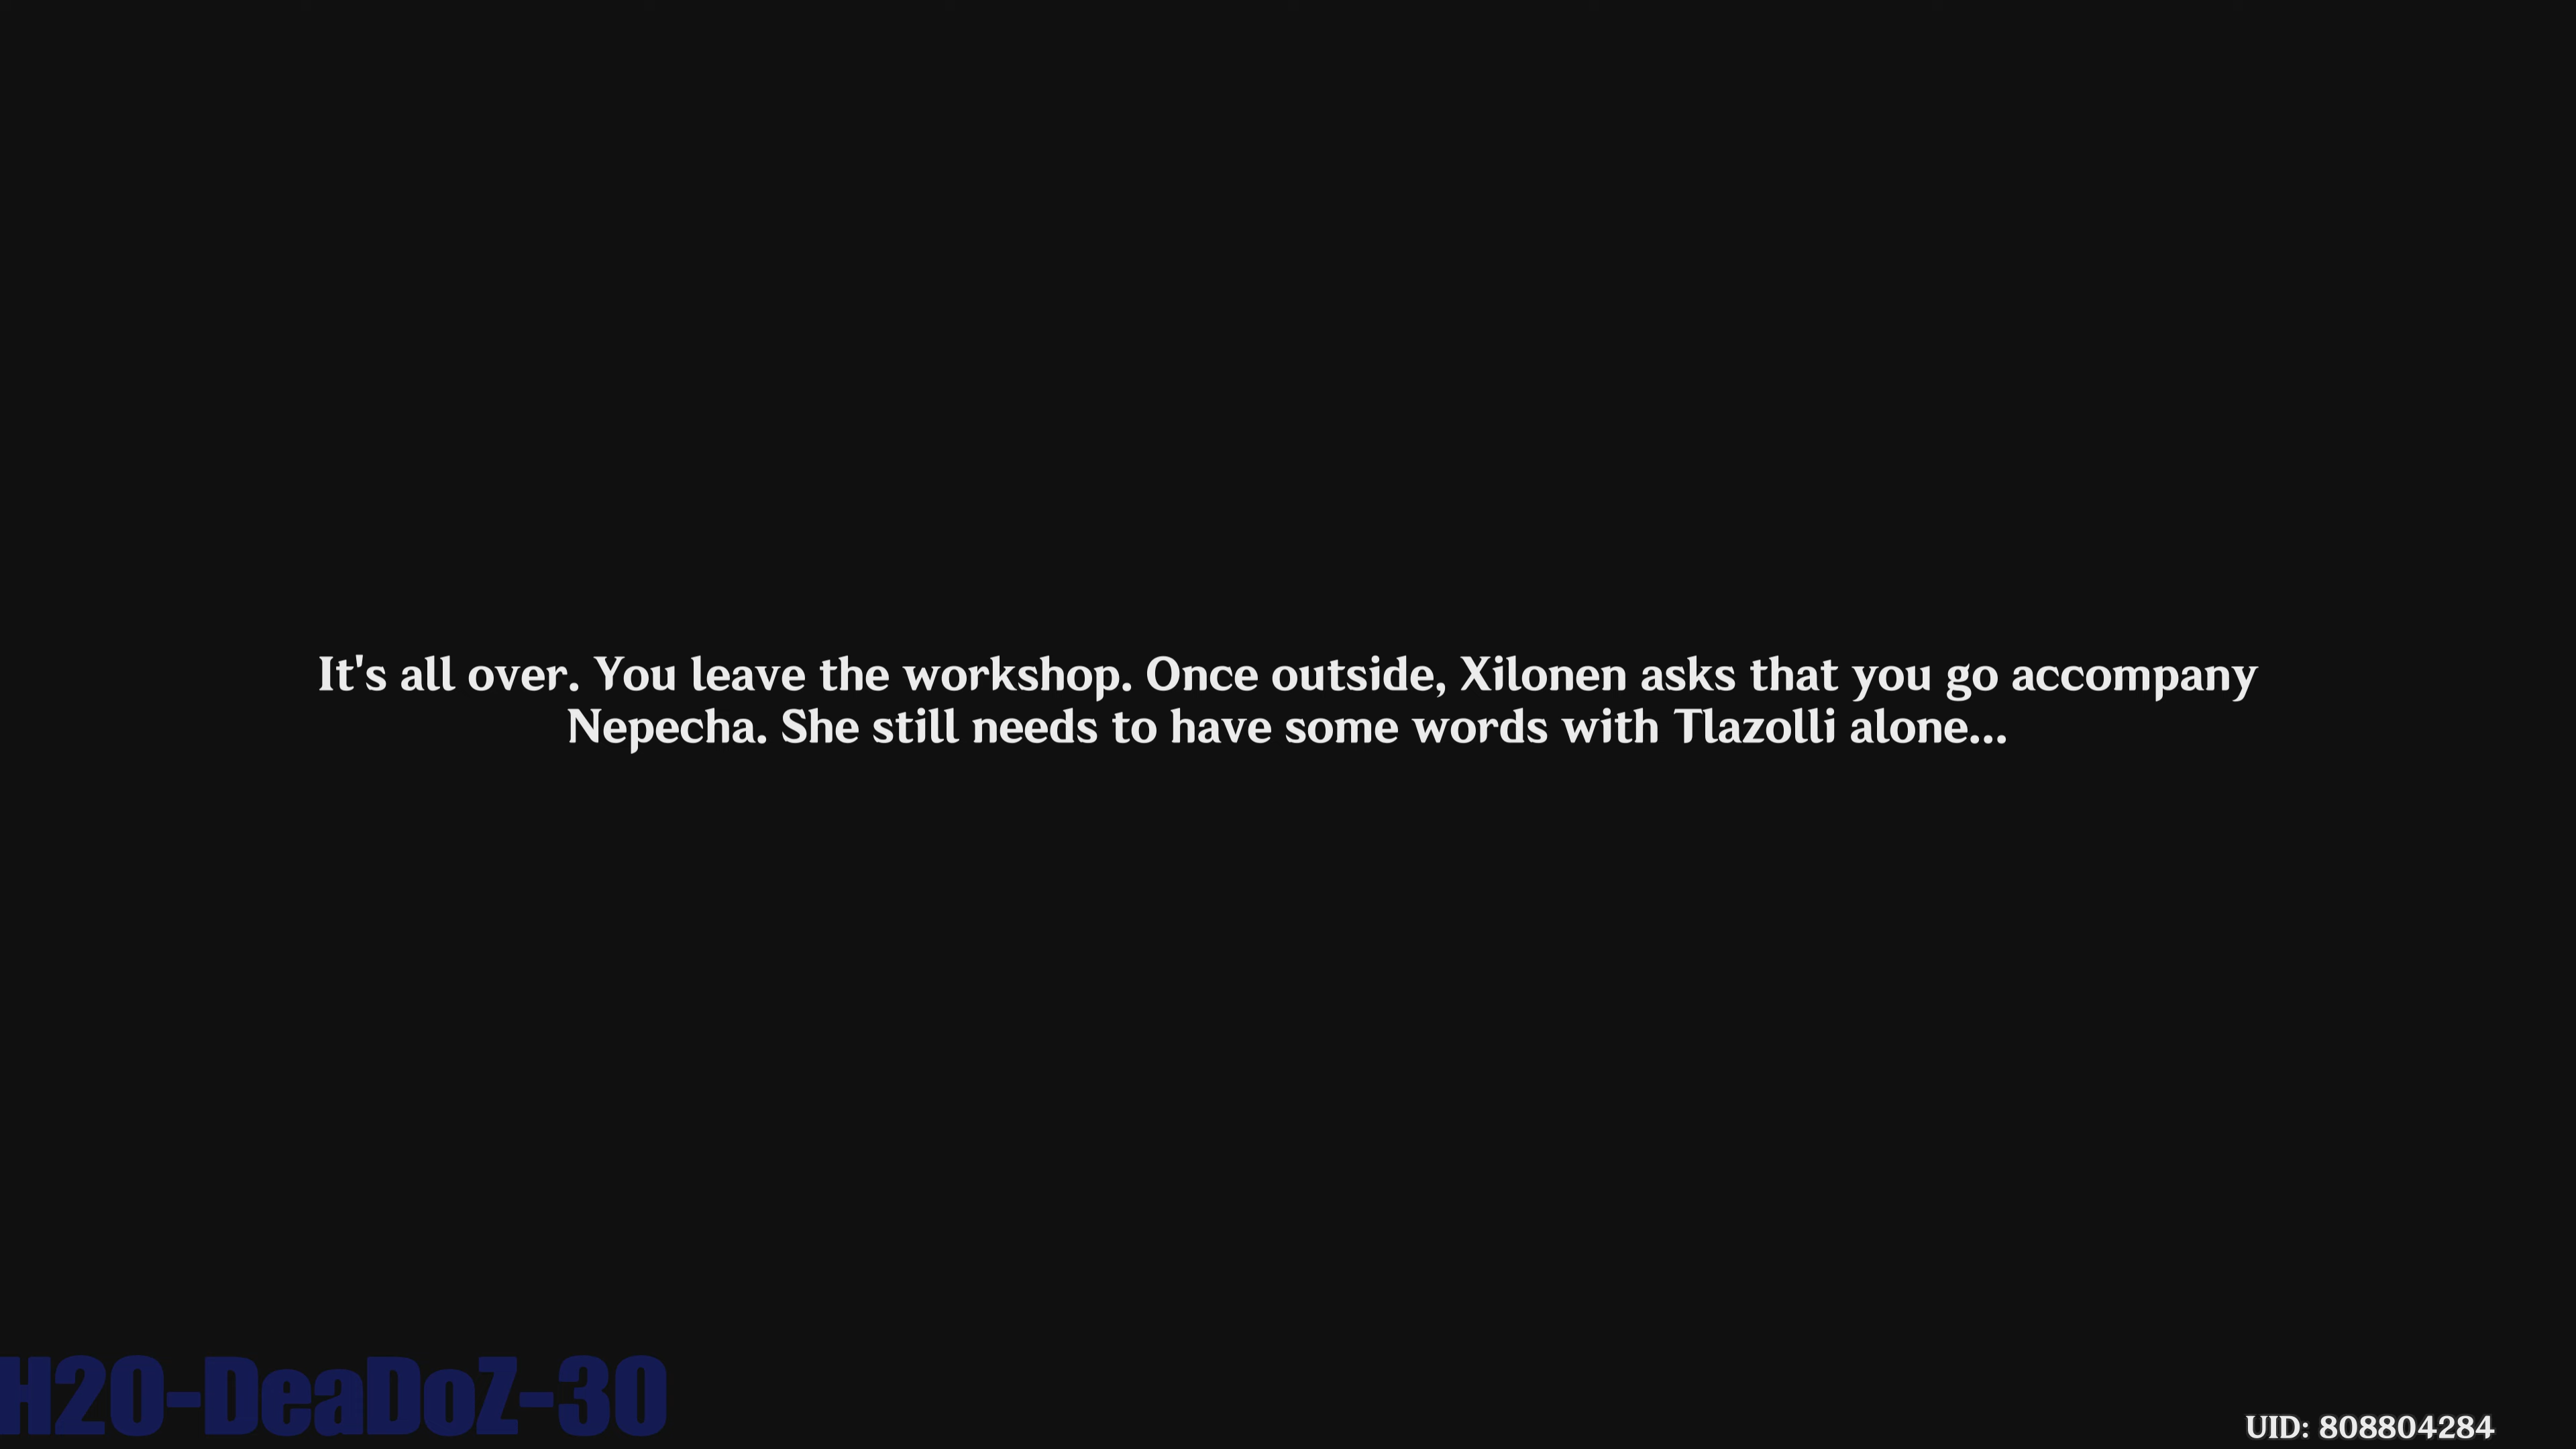 It's all over. You leave the workshop. Once outside, Xilonen asks that you go accompany
Nepecha. She still needs to have some words with Tlazolli alone...
H2O-DeaDoZ-30
UID: 808804284